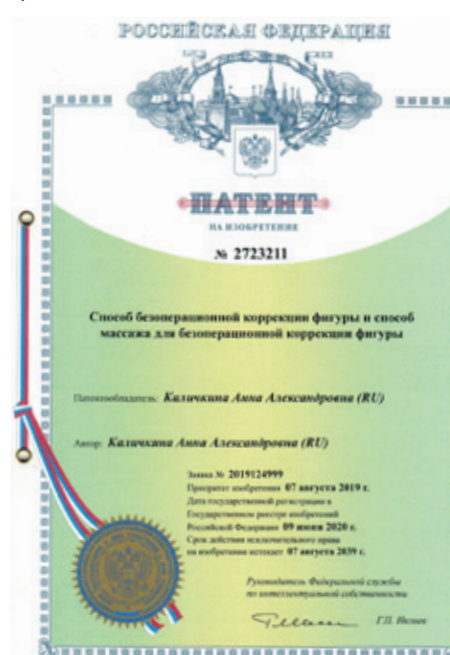 РОССИЙСКАЯ ФЕДЕРАЦИЯ
ПАТЕНТ
НА ИЗОБРЕТЕНИЕ
№ 2723211
Способ безоперационной коррекции фигуры и способ
массажа для безоперационной коррекции фигуры
Патентообладатель: Каличкина Анна Александровна (RU)
Автор: Каличкина Анна Александровна (RU)
Заявка № 2019124999
Приоритет изобретения 07 августа 2019 г.
Дата государственной регистрации в
Государственном реестре изобретений
Российской Федерации 09 июня 2020 г.
Срок действия исключительного права
на изобретение истекает 07 августа 2039 г.
Руководитель Федеральной службы
по интеллектуальной собственности
Г.П. Ивлиев